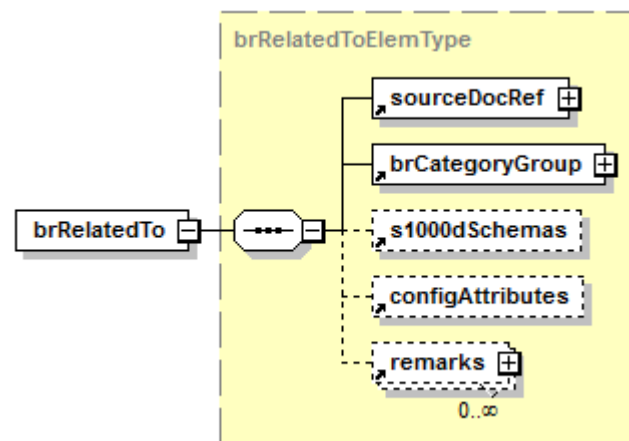 brRelatedToElemType
sourceDocRef
brCategoryGroup
brRelatedTo
s1000dSchemas
configAttributes
remarks
0..∞